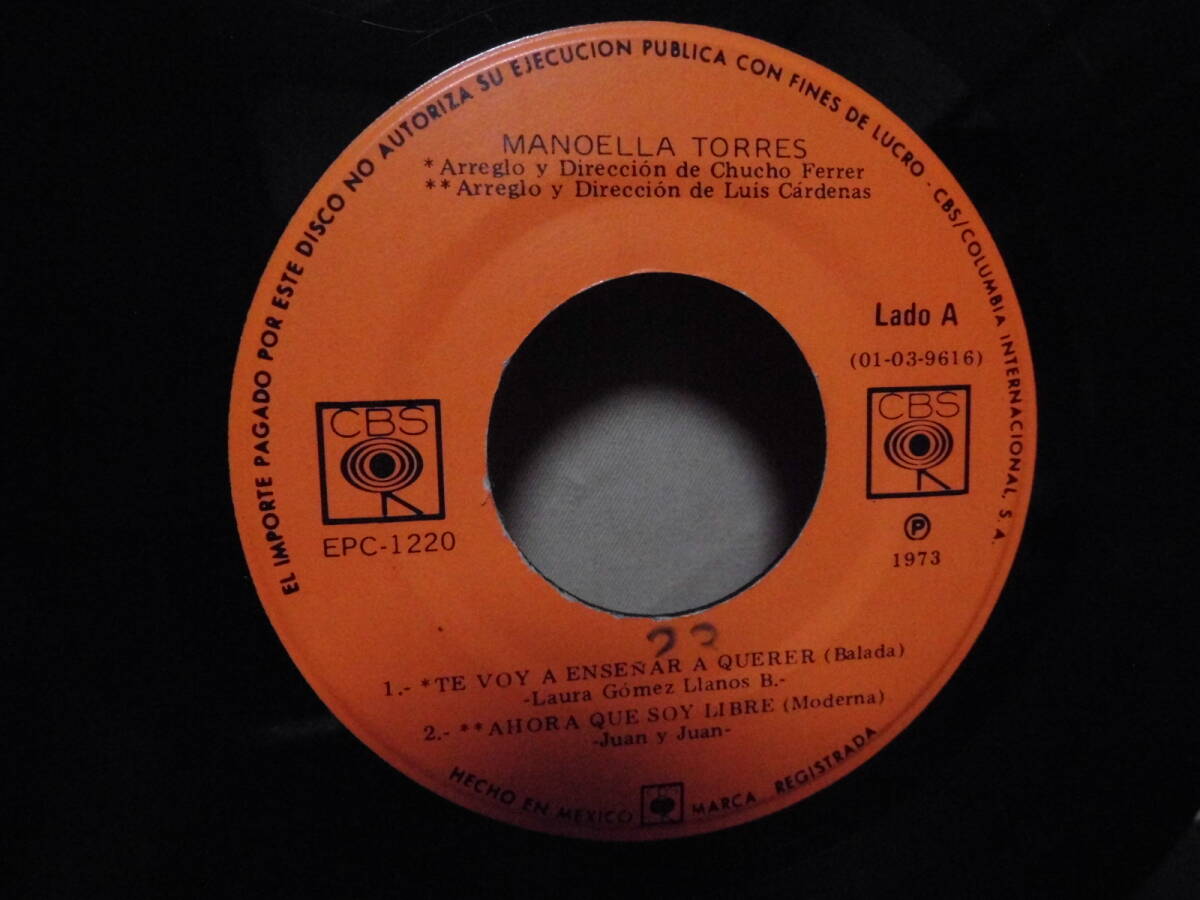 EL IMPORTE PAGADO POR ESTE DISCO NO AUTORIZA SU EJECUCION PUBLICA CON FINES DE LUCRO - CBS/COLUMBIA INTERNACIONAL, S. A.
MANOELLA TORRES
*Arreglo y Dirección de Chucho Ferrer
**Arreglo y Dirección de Luis Cárdenas
Lado A
(01-03-9616)
CBS
EPC-1220
CBS
Ⓟ
1973
23
1.- *TE VOY A ENSEÑAR A QUERER (Balada)
-Laura Gómez Llanos B.-
2.- **AHORA QUE SOY LIBRE (Moderna)
-Juan y Juan-
HECHO EN MEXICO CBS MARCA REGISTRADA